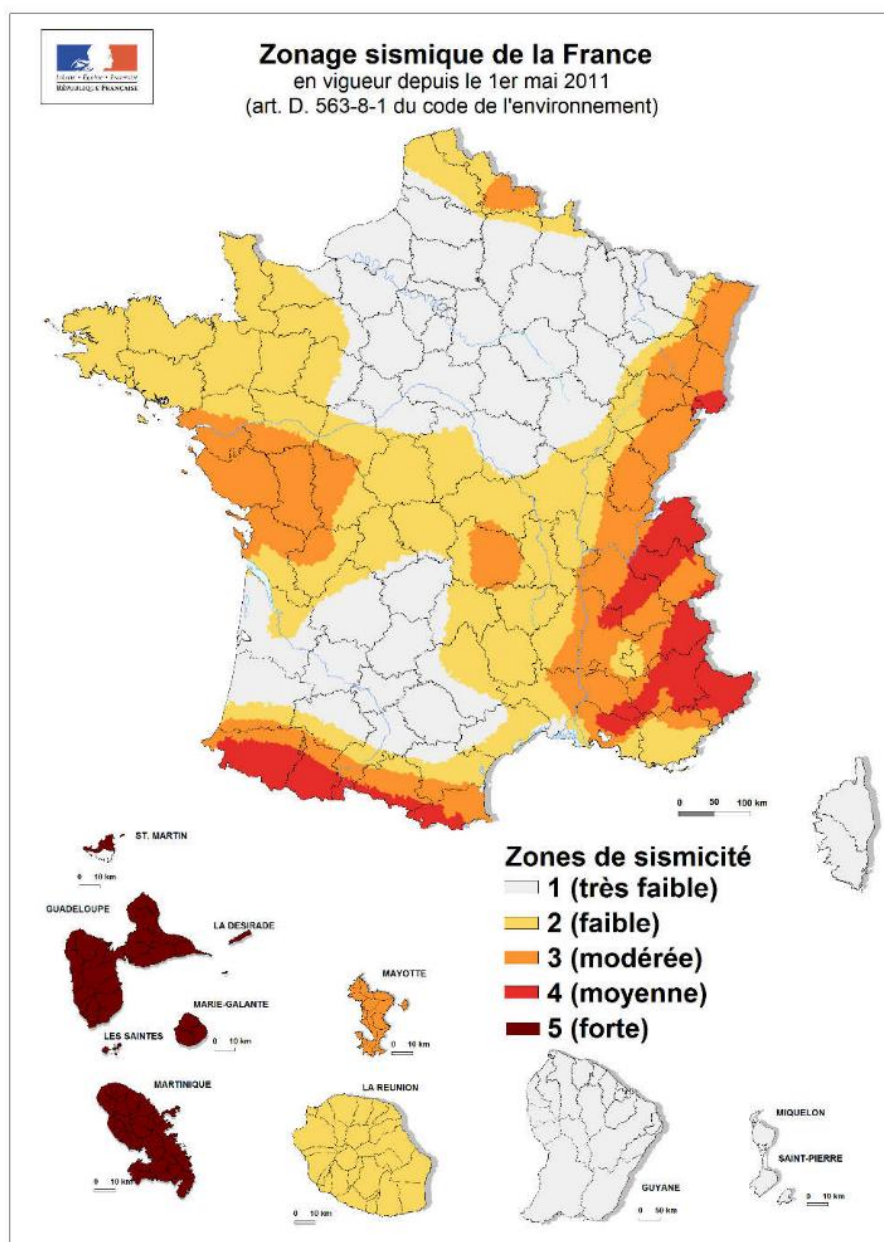 Liberté • Égalité • Fraternité
RÉPUBLIQUE FRANÇAISE
Zonage sismique de la France
en vigueur depuis le 1er mai 2011
(art. D. 563-8-1 du code de l'environnement)
0 50 100 km
ST. MARTIN
0 10 km
GUADELOUPE
LA DESIRADE
MARIE-GALANTE
LES SAINTES
0 10 km
MARTINIQUE
0 10 km
MAYOTTE
0 10 km
LA REUNION
0 10 km
Zones de sismicité
1 (très faible)
2 (faible)
3 (modérée)
4 (moyenne)
5 (forte)
GUYANE
0 50 km
MIQUELON
SAINT-PIERRE
0 10 km